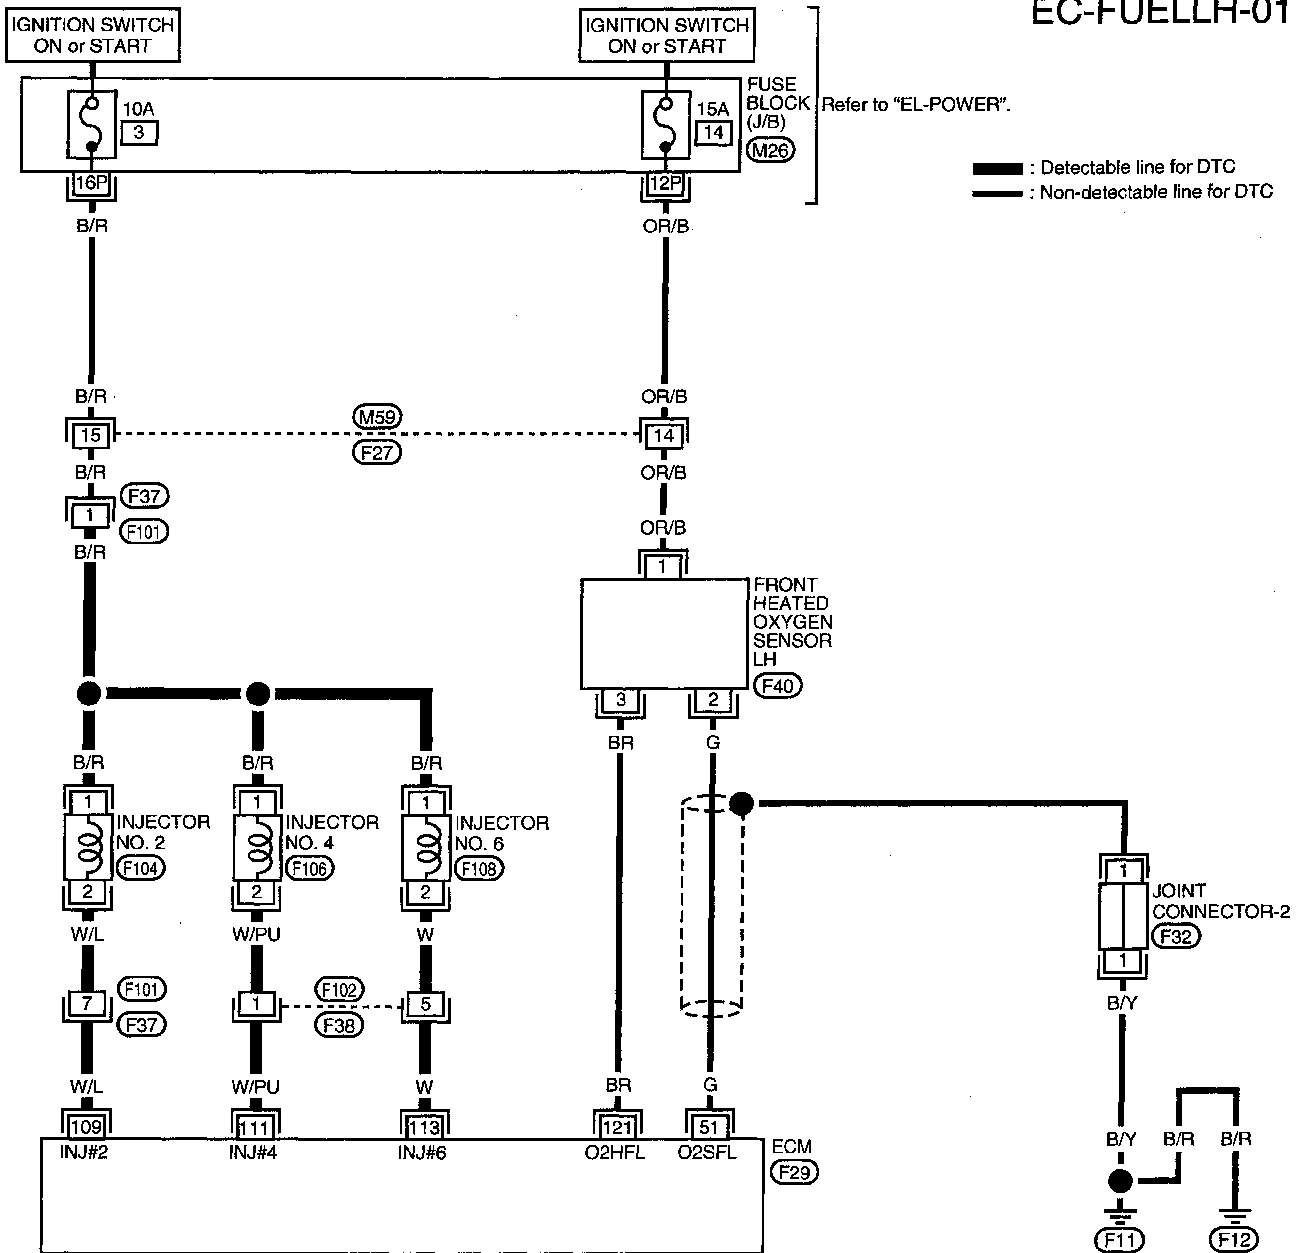 EC-FUELLH-01
IGNITION SWITCH
ON or START
IGNITION SWITCH
ON or START
10A
3
15A
14
FUSE
BLOCK
(J/B)
M26
Refer to "EL-POWER".
: Detectable line for DTC
: Non-detectable line for DTC
16P
12P
B/R
OR/B
B/R
OR/B
15
M59
F27
14
B/R
OR/B
1
F37
F101
B/R
OR/B
1
FRONT
HEATED
OXYGEN
SENSOR
LH
F40
3
2
BR
G
B/R
B/R
B/R
1
INJECTOR
NO. 2
F104
2
1
INJECTOR
NO. 4
F106
2
1
INJECTOR
NO. 6
F108
2
1
JOINT
CONNECTOR-2
F32
1
W/L
W/PU
W
B/Y
7
F101
F37
1
F102
F38
5
W/L
W/PU
W
BR
G
109
111
113
121
51
INJ#2
INJ#4
INJ#6
O2HFL
O2SFL
ECM
F29
B/Y
B/R
B/R
F11
F12